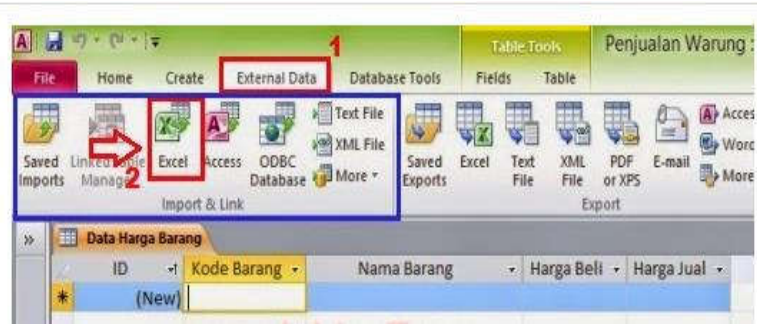 A
1
Table Tools
Penjualan Warung :
File Home Create External Data Database Tools Fields Table
Saved Imports
Linked Table Manager
2
Excel
Access
ODBC Database
Text File
XML File
More
Import & Link
Saved Exports
Excel
Text File
XML File
PDF or XPS
E-mail
Acces
Word
More
Export
» Data Harga Barang
ID Kode Barang Nama Barang Harga Beli Harga Jual
* (New)